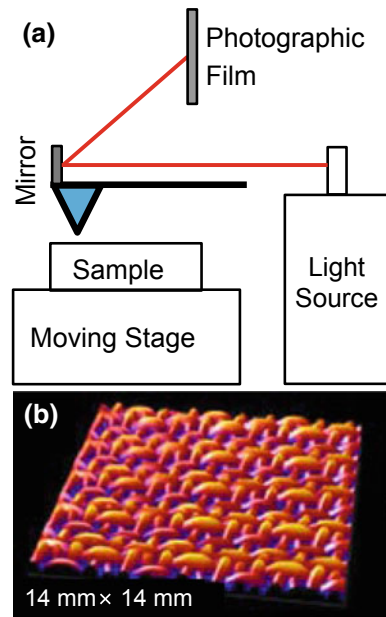 (a)
Photographic
Film
Mirror
Sample
Moving Stage
Light
Source
(b)
14 mm × 14 mm